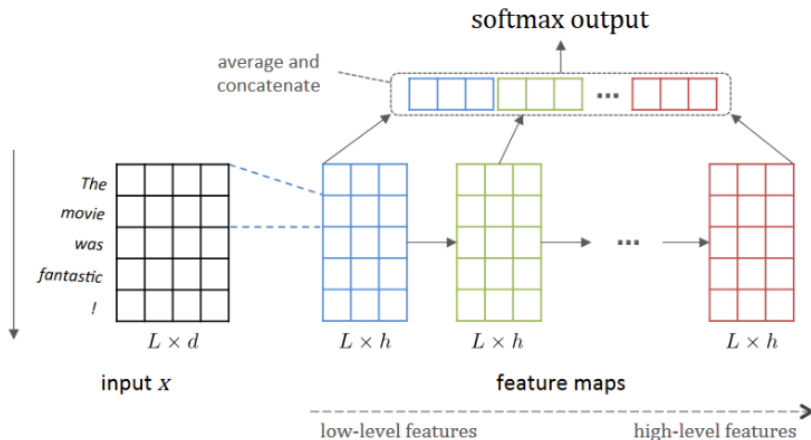 softmax output
average and
concatenate
...
The
movie
was
fantastic
!
...
L × d
L × h
L × h
L × h
input x
feature maps
low-level features
high-level features